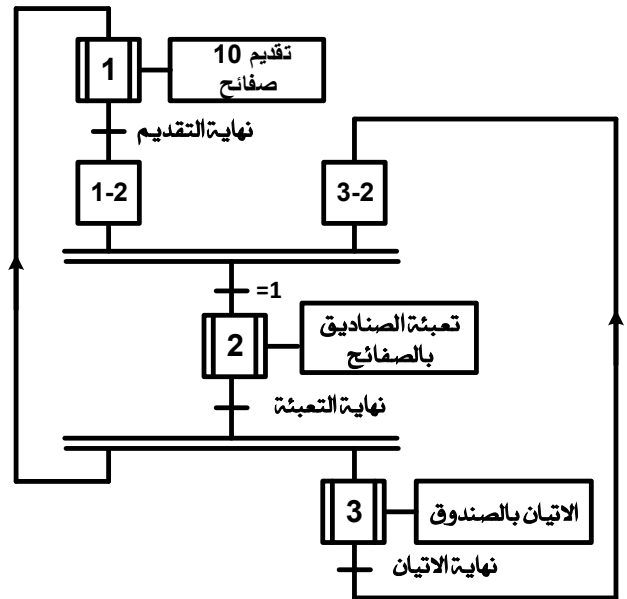 تقديم 10
صفائح
1
نهاية التقديم
1-2
3-2
=1
تعبئة الصناديق
بالصفائح
2
نهاية التعبئة
3
الاتيان بالصندوق
نهاية الاتيان